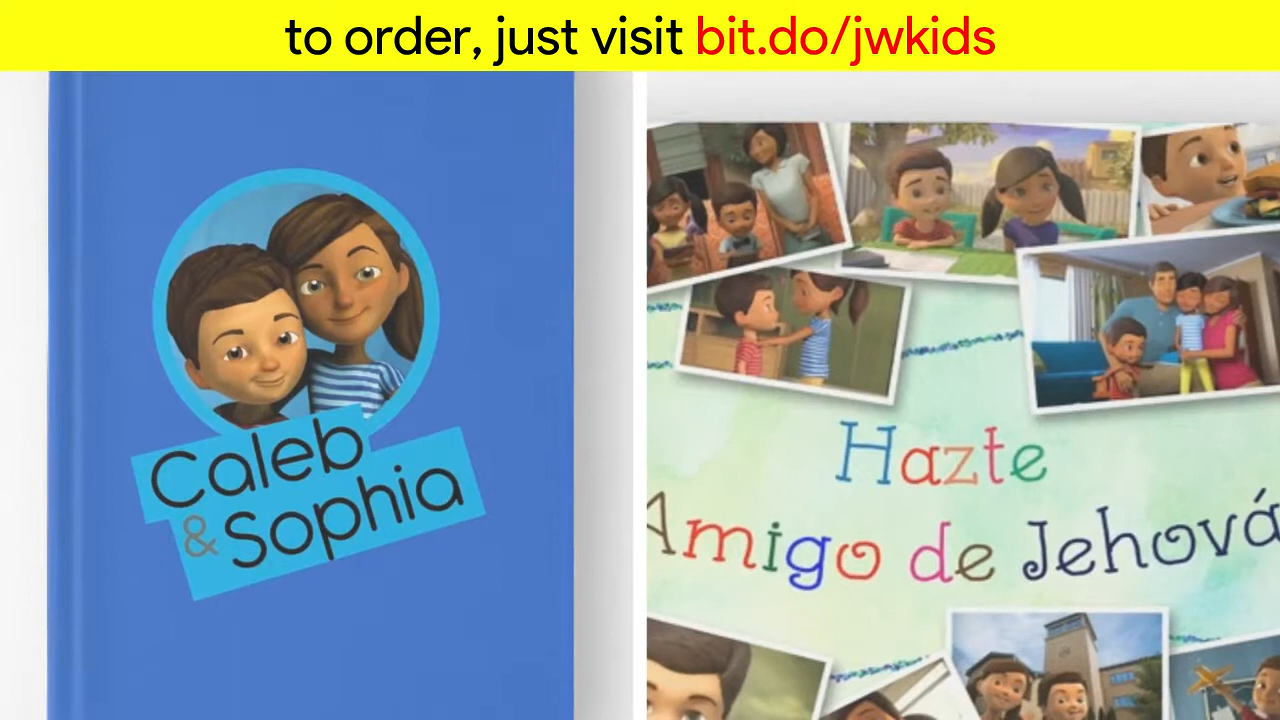 to order, just visit bit.do/jwkids
Caleb
& Sophia
Hazte
Amigo de Jehová